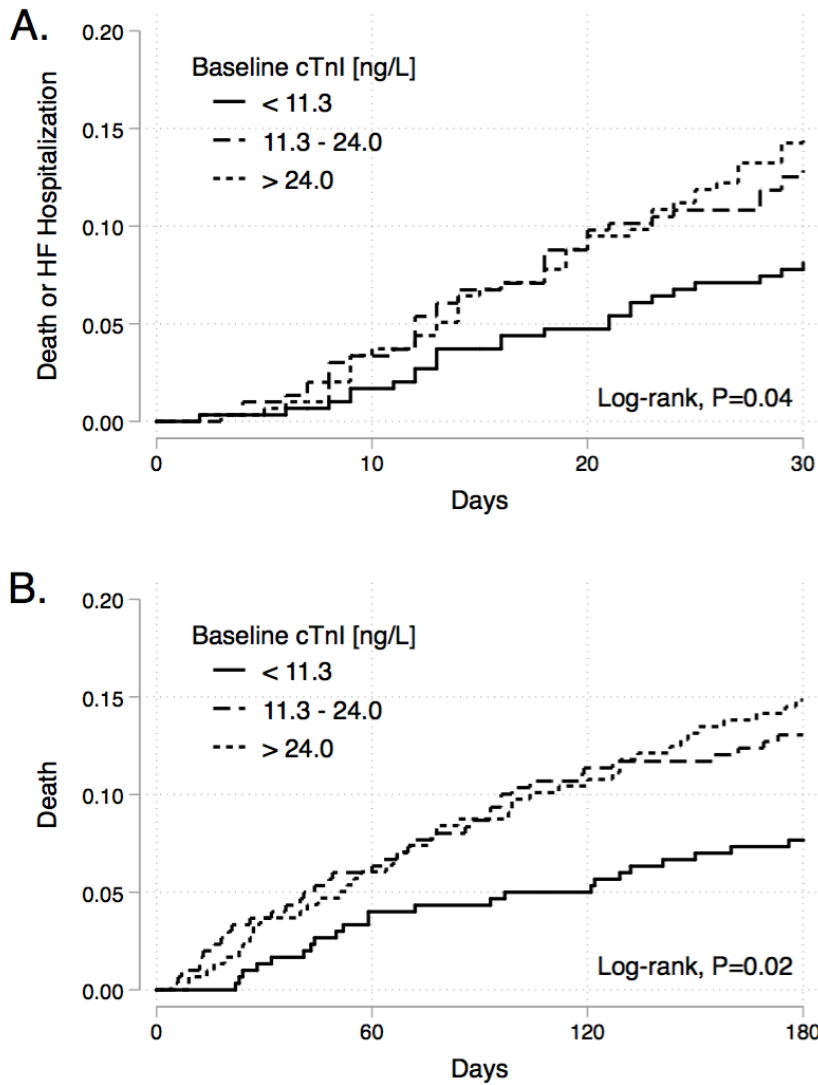 A.
0.20
Baseline cTnI [ng/L]
< 11.3
11.3 - 24.0
> 24.0
0.15
0.10
0.05
0.00
Death or HF Hospitalization
Log-rank, P=0.04
0 10 20 30
Days
B.
0.20
Baseline cTnI [ng/L]
< 11.3
11.3 - 24.0
> 24.0
0.15
0.10
0.05
0.00
Death
Log-rank, P=0.02
0 60 120 180
Days